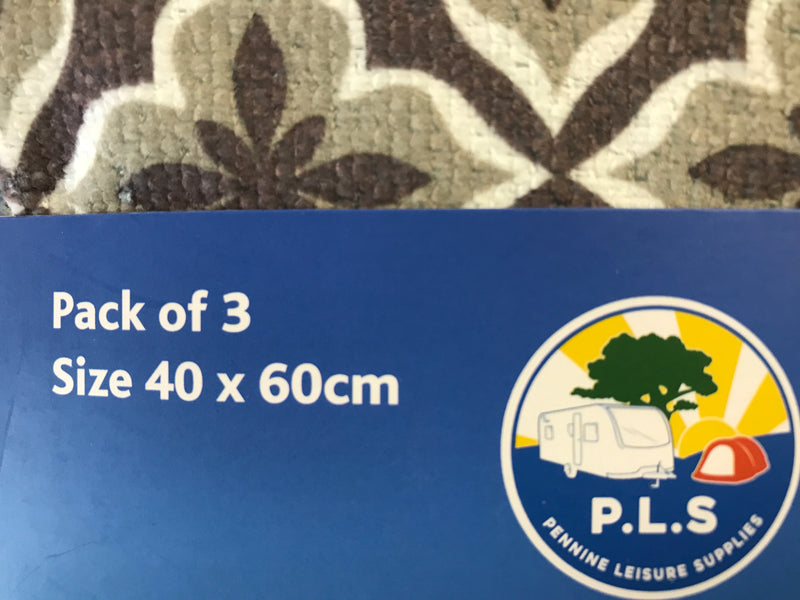 Pack of 3
Size 40 x 60cm
P.L.S
PENNINE LEISURE SUPPLIES